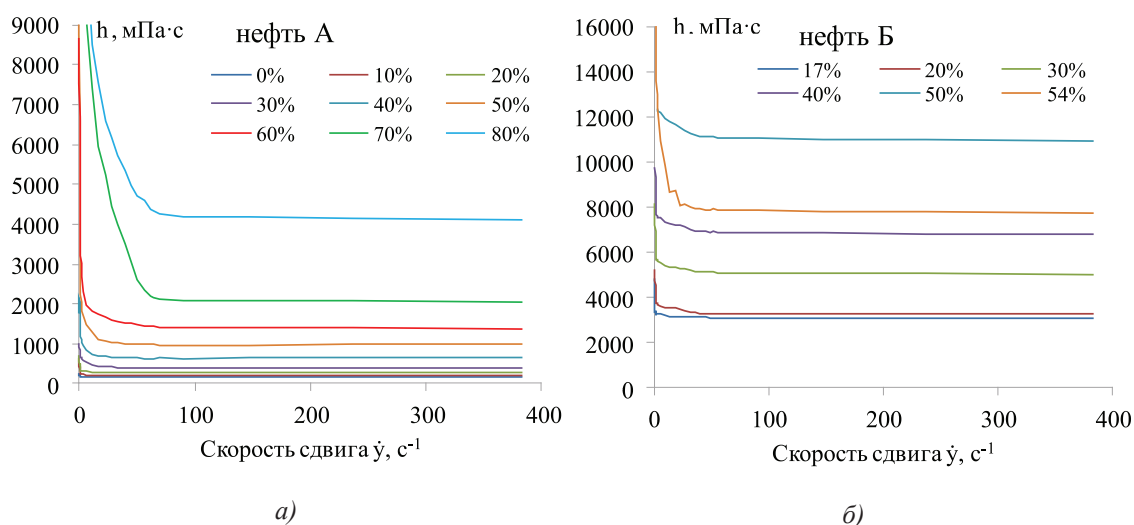 h, мПа·с
нефть А
0% 10% 20%
30% 40% 50%
60% 70% 80%
9000
8000
7000
6000
5000
4000
3000
2000
1000
0
0 100 200 300 400
Скорость сдвига ẏ, с-1
а)
h. мПа·с
нефть Б
17% 20% 30%
40% 50% 54%
16000
14000
12000
10000
8000
6000
4000
2000
0
0 100 200 300 400
Скорость сдвига ẏ, с-1
б)